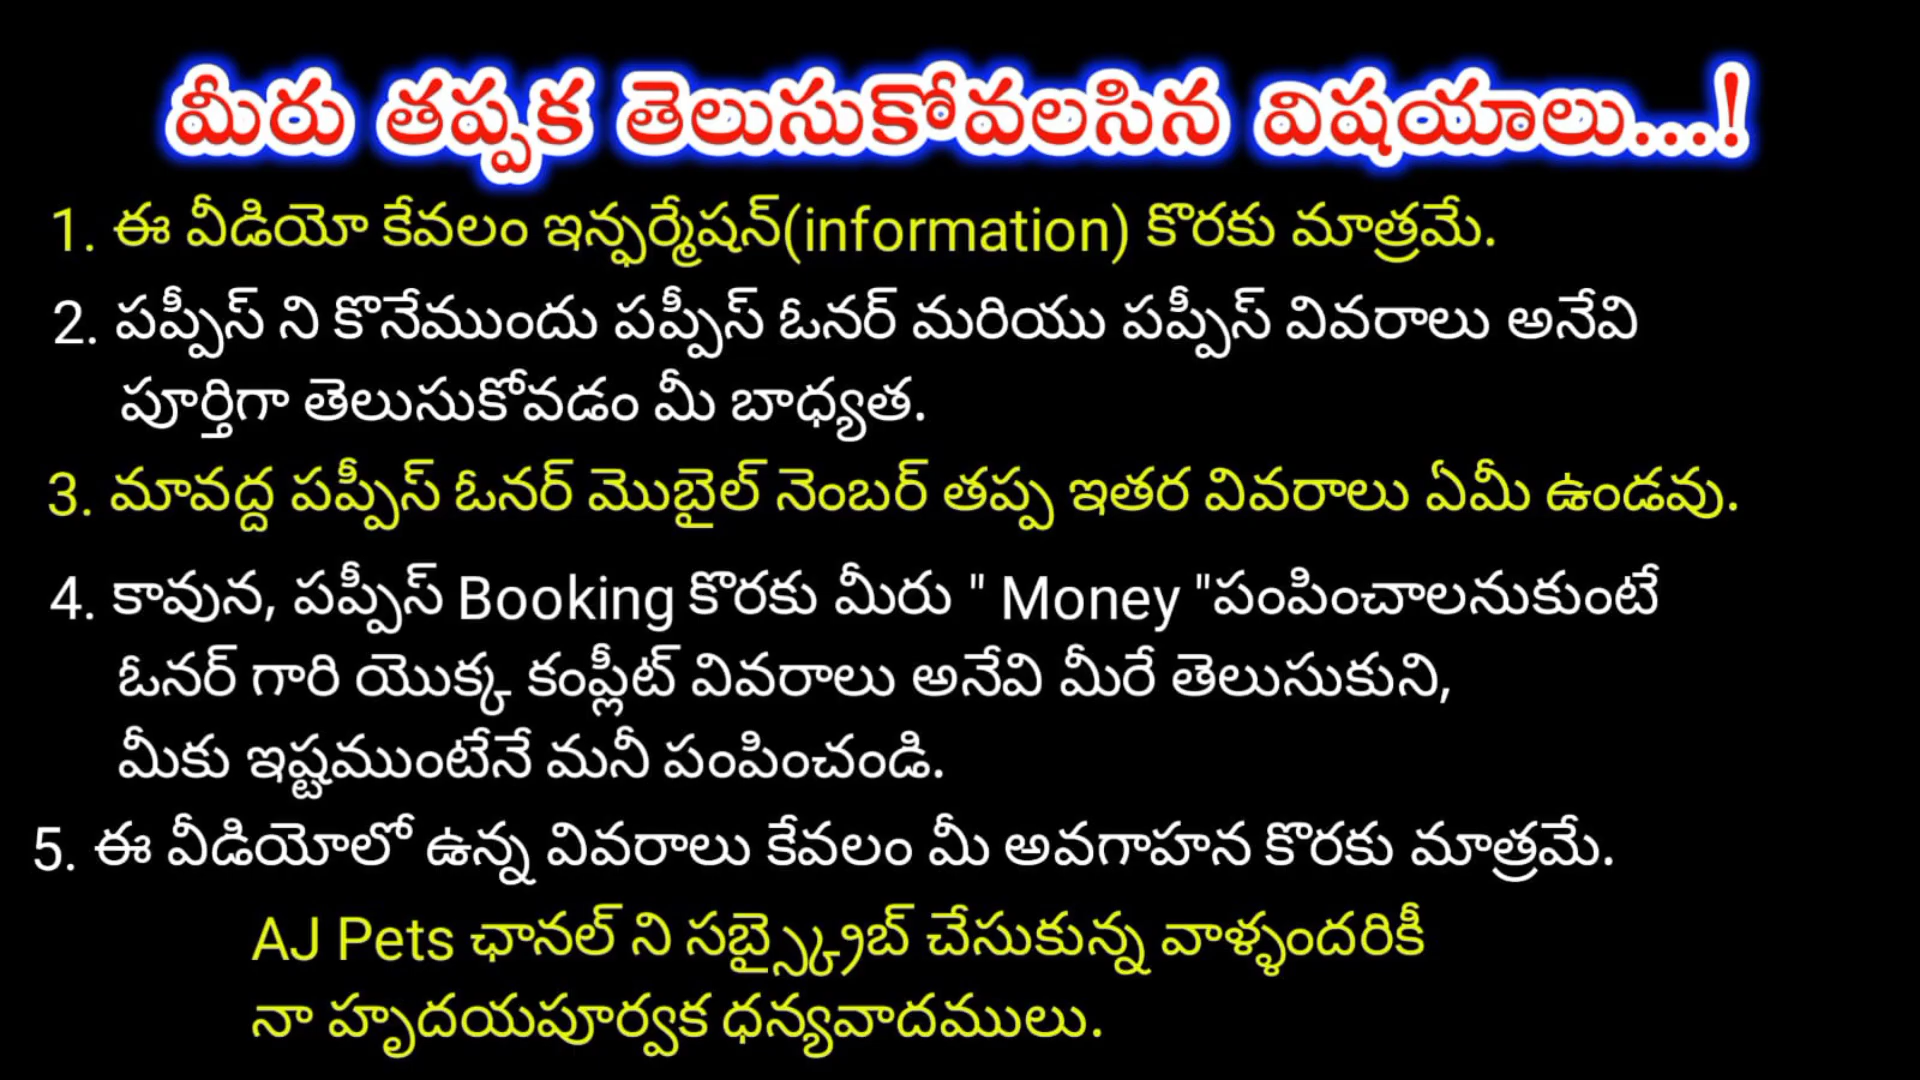 మీరు తప్పక తెలుసుకోవలసిన విషయాలు...!
1. ఈ వీడియో కేవలం ఇన్ఫర్మేషన్(information) కొరకు మాత్రమే.
2. పప్పీస్ ని కొనేముందు పప్పీస్ ఓనర్ మరియు పప్పీస్ వివరాలు అనేవి
పూర్తిగా తెలుసుకోవడం మీ బాధ్యత.
3. మావద్ద పప్పీస్ ఓనర్ మొబైల్ నెంబర్ తప్ప ఇతర వివరాలు ఏమీ ఉండవు.
4. కావున, పప్పీస్ Booking కొరకు మీరు " Money "పంపించాలనుకుంటే
ఓనర్ గారి యొక్క కంప్లీట్ వివరాలు అనేవి మీరే తెలుసుకుని,
మీకు ఇష్టముంటేనే మనీ పంపించండి.
5. ఈ వీడియోలో ఉన్న వివరాలు కేవలం మీ అవగాహన కొరకు మాత్రమే.
AJ Pets ఛానల్ ని సబ్స్క్రైబ్ చేసుకున్న వాళ్ళందరికీ
నా హృదయపూర్వక ధన్యవాదములు.